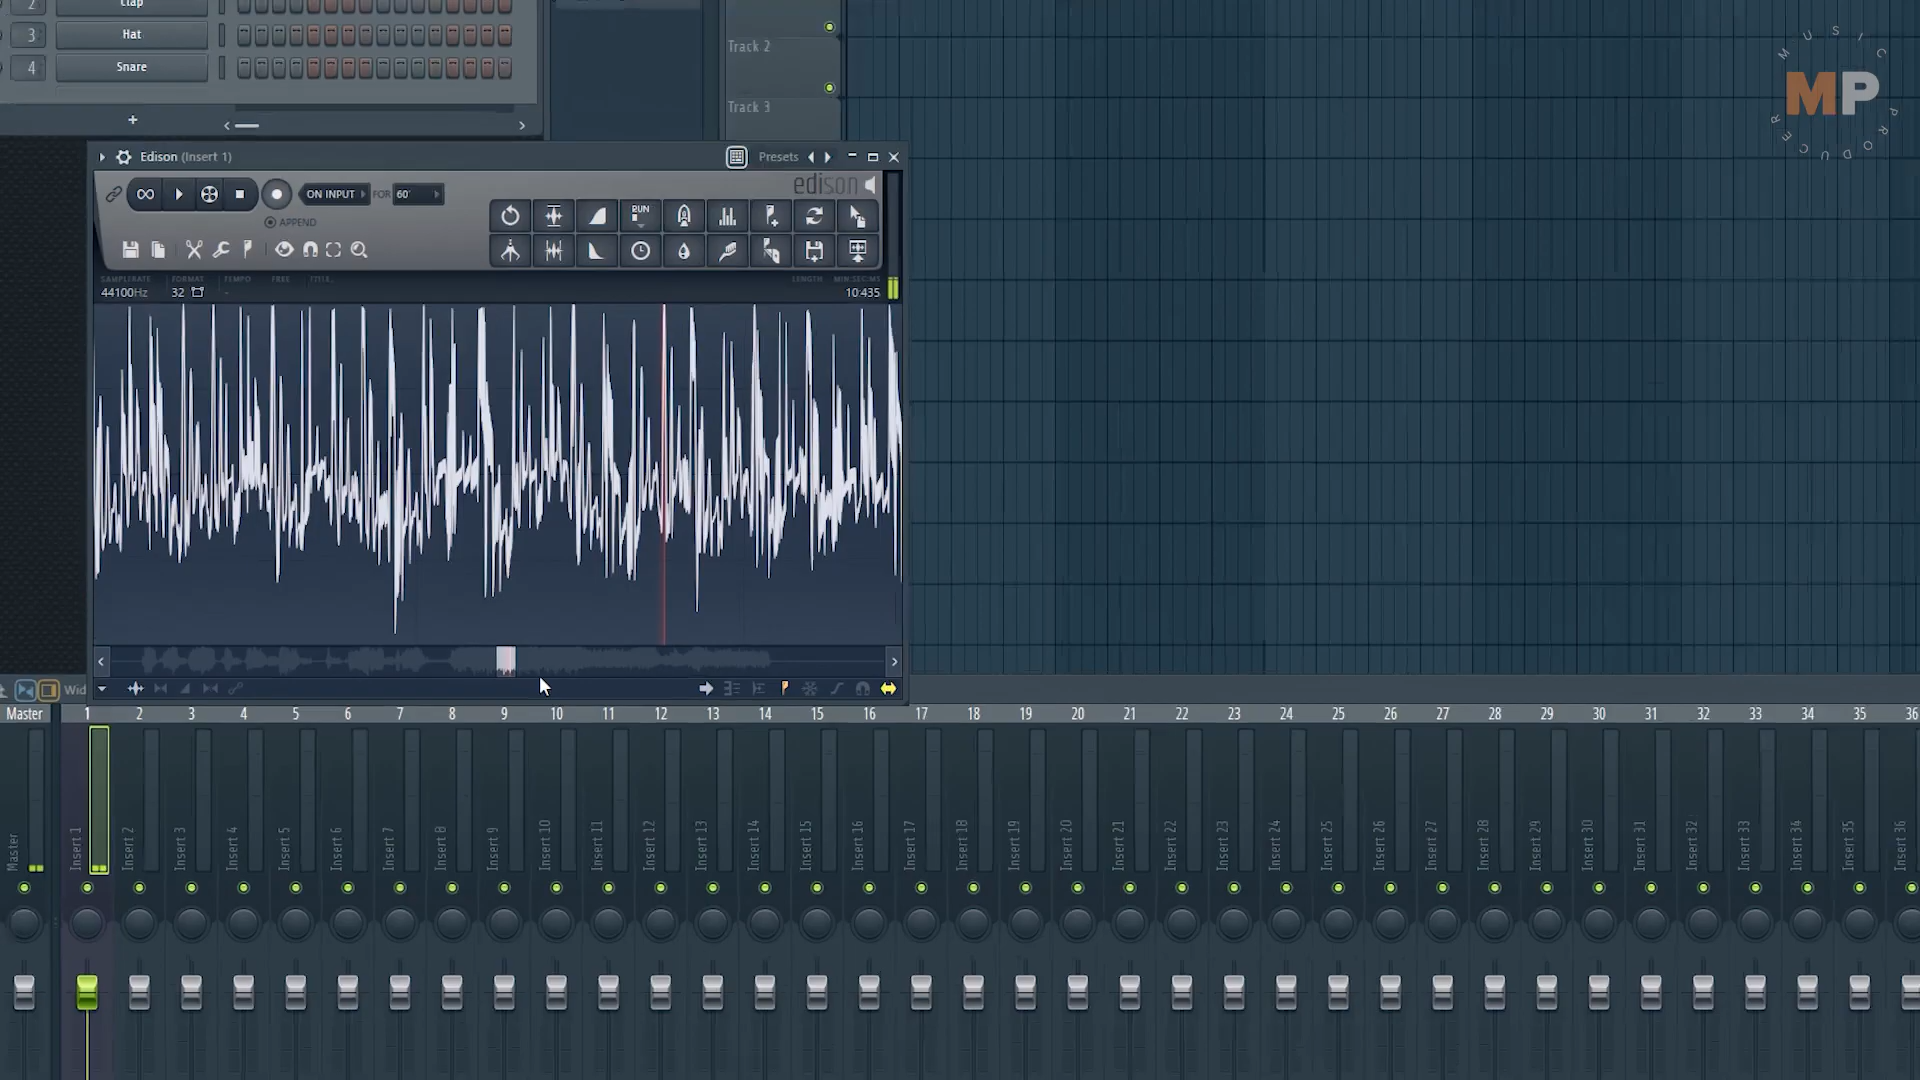 2 Clap
3 Hat
4 Snare
+
Track 2
Track 3
MUSIC
MP
PRODUCER
Edison (Insert 1)
Presets
ON INPUT FOR 60'
APPEND
edison
RUN
SAMPLERATE FORMAT TEMPO FREE TITLE LENGTH MIN:SEC:MS
44100Hz 32 - 10:435
Wid
Master 1 2 3 4 5 6 7 8 9 10 11 12 13 14 15 16 17 18 19 20 21 22 23 24 25 26 27 28 29 30 31 32 33 34 35 36
Master Insert 1 Insert 2 Insert 3 Insert 4 Insert 5 Insert 6 Insert 7 Insert 8 Insert 9 Insert 10 Insert 11 Insert 12 Insert 13 Insert 14 Insert 15 Insert 16 Insert 17 Insert 18 Insert 19 Insert 20 Insert 21 Insert 22 Insert 23 Insert 24 Insert 25 Insert 26 Insert 27 Insert 28 Insert 29 Insert 30 Insert 31 Insert 32 Insert 33 Insert 34 Insert 35 Insert 36